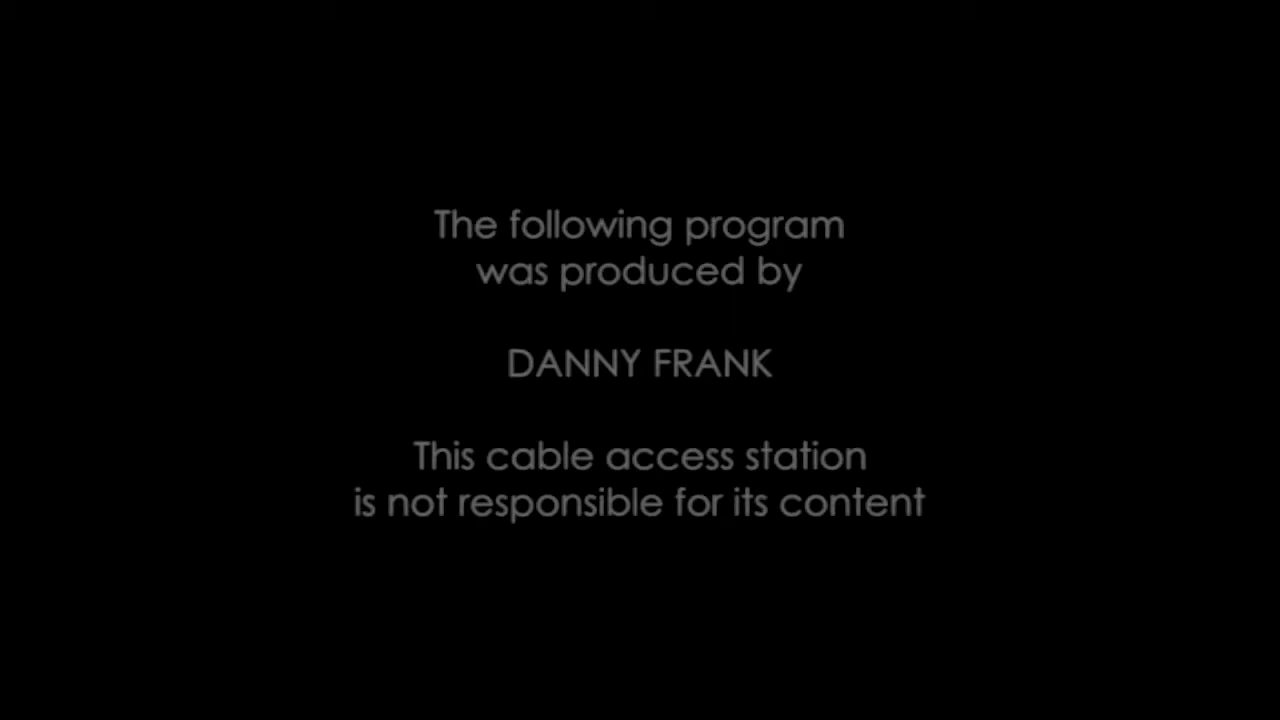 The following program
was produced by
DANNY FRANK
This cable access station
is not responsible for its content